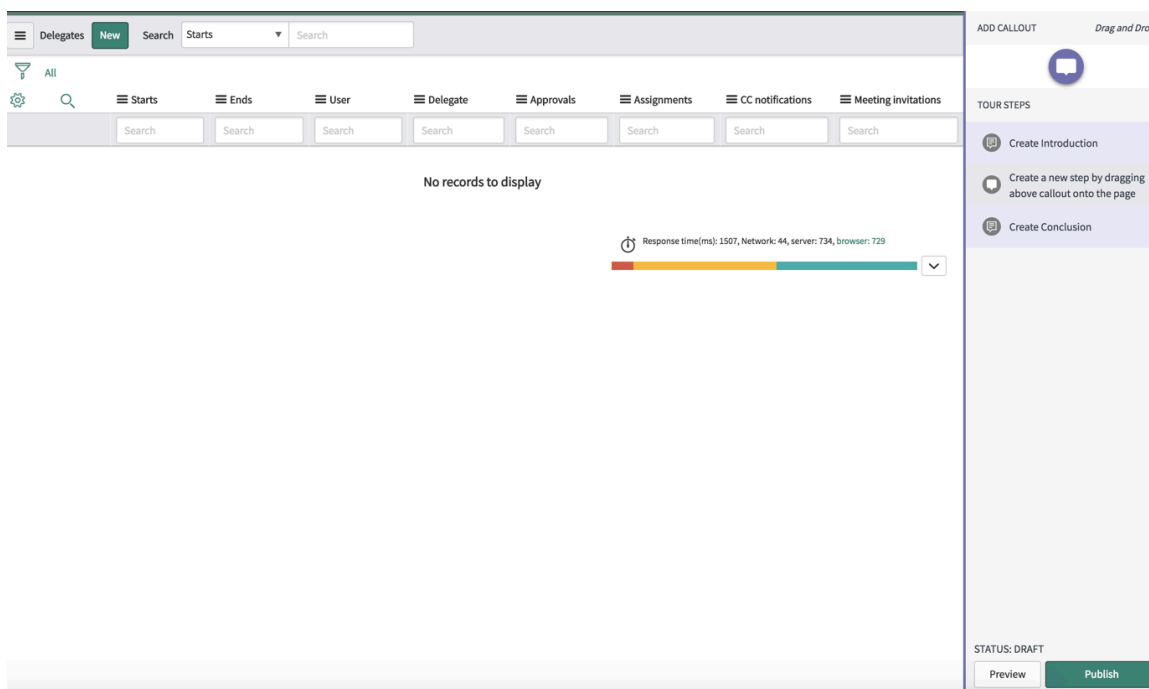 Delegates New Search Starts Search
All
Starts Ends User Delegate Approvals Assignments CC notifications Meeting invitations
Search Search Search Search Search Search Search Search
No records to display
Response time(ms): 1507, Network: 44, server: 734, browser: 729
ADD CALLOUT Drag and Dro
TOUR STEPS
Create Introduction
Create a new step by dragging
above callout onto the page
Create Conclusion
STATUS: DRAFT
Preview Publish